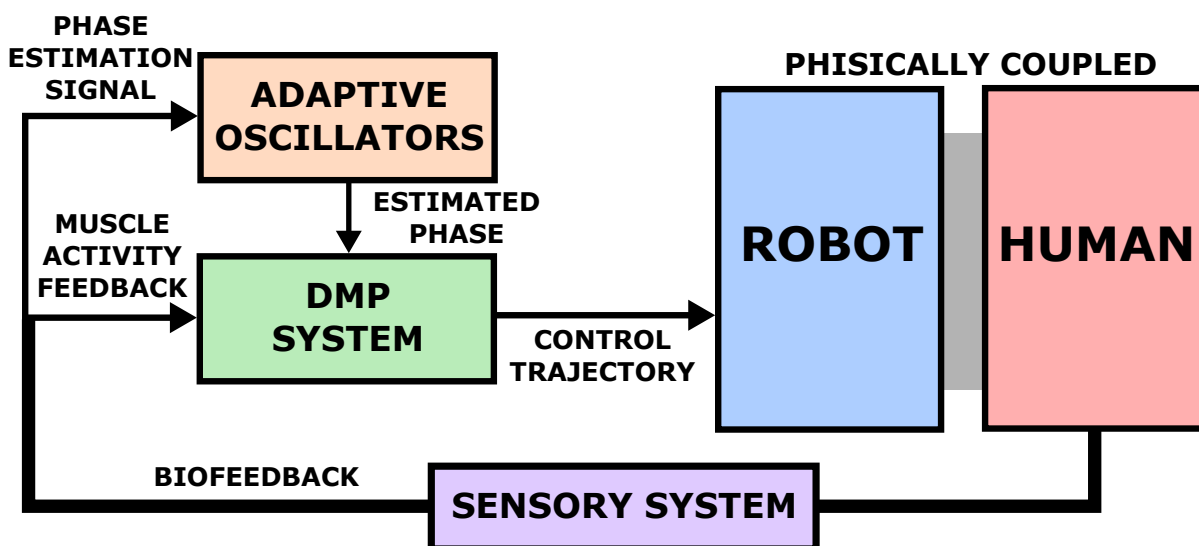 PHASE
ESTIMATION
SIGNAL
ADAPTIVE
OSCILLATORS
PHISICALLY COUPLED
ESTIMATED
PHASE
MUSCLE
ACTIVITY
FEEDBACK
DMP
SYSTEM
CONTROL
TRAJECTORY
ROBOT
HUMAN
BIOFEEDBACK
SENSORY SYSTEM